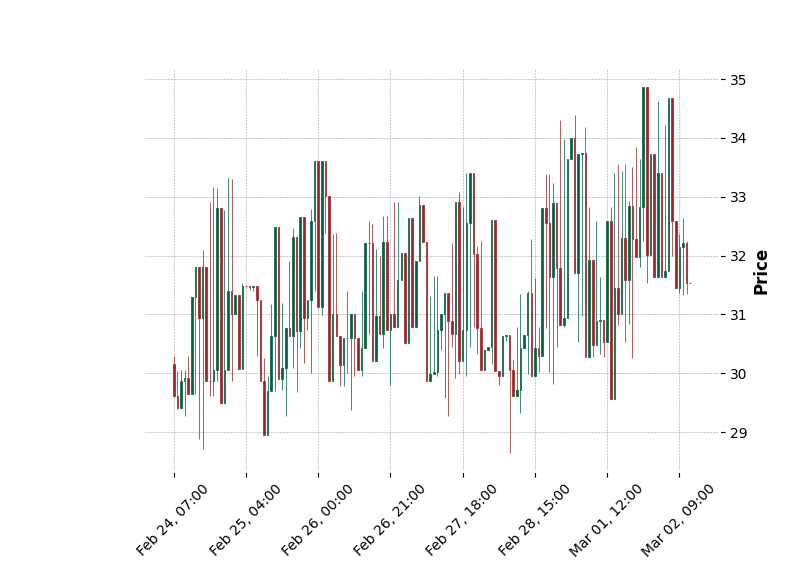 35
34
33
32
31
30
29
Price
Feb 24, 07:00
Feb 25, 04:00
Feb 26, 00:00
Feb 26, 21:00
Feb 27, 18:00
Feb 28, 15:00
Mar 01, 12:00
Mar 02, 09:00